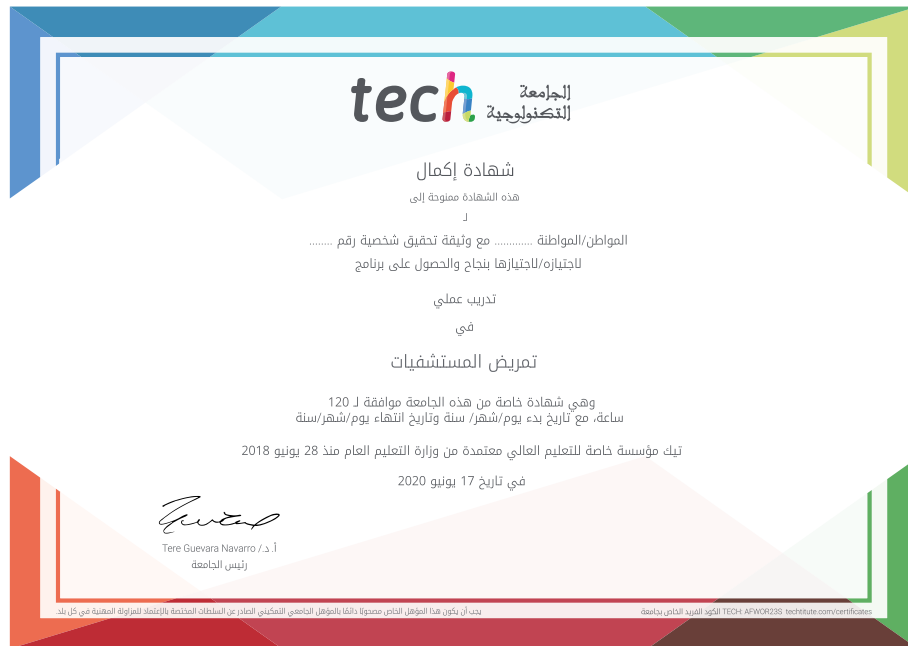 tech الجامعة
التكنولوجية
شهادة إكمال
هذه الشهادة ممنوحة إلى
لـ
المواطن/المواطنة ............. مع وثيقة تحقيق شخصية رقم ........
لاجتيازه/لاجتيازها بنجاح والحصول على برنامج
تدريب عملي
في
تمريض المستشفيات
وهي شهادة خاصة من هذه الجامعة موافقة لـ 120
ساعة، مع تاريخ بدء يوم/شهر/ سنة وتاريخ انتهاء يوم/شهر/سنة
تيك مؤسسة خاصة للتعليم العالي معتمدة من وزارة التعليم العام منذ 28 يونيو 2018
في تاريخ 17 يونيو 2020
أ. د./ Tere Guevara Navarro
رئيس الجامعة
يجب أن يكون هذا المؤهل الخاص مصحوبًا دائمًا بالمؤهل الجامعي التمكيني الصادر عن السلطات المختصة بالإعتماد للمزاولة المهنية في كل بلد.
الكود الفريد الخاص بجامعة TECH: AFWOR23S techtitute.com/certificates